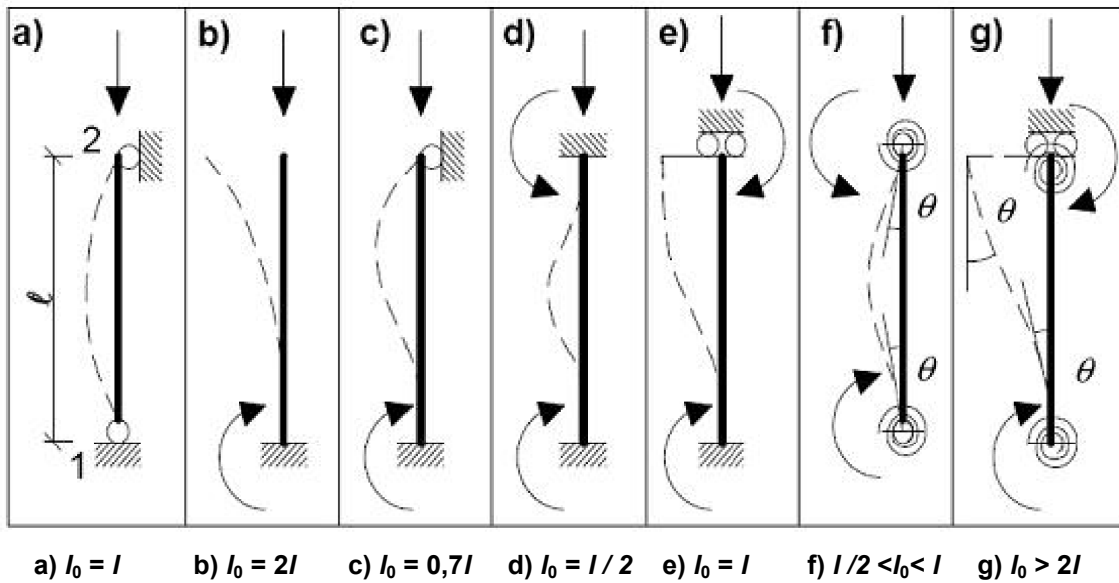 a) b) c) d) e) f) g)
2
ℓ
1
θ
θ
θ
θ
a) l₀ = l b) l₀ = 2l c) l₀ = 0,7l d) l₀ = l / 2 e) l₀ = l f) l /2 <l₀< l g) l₀ > 2l